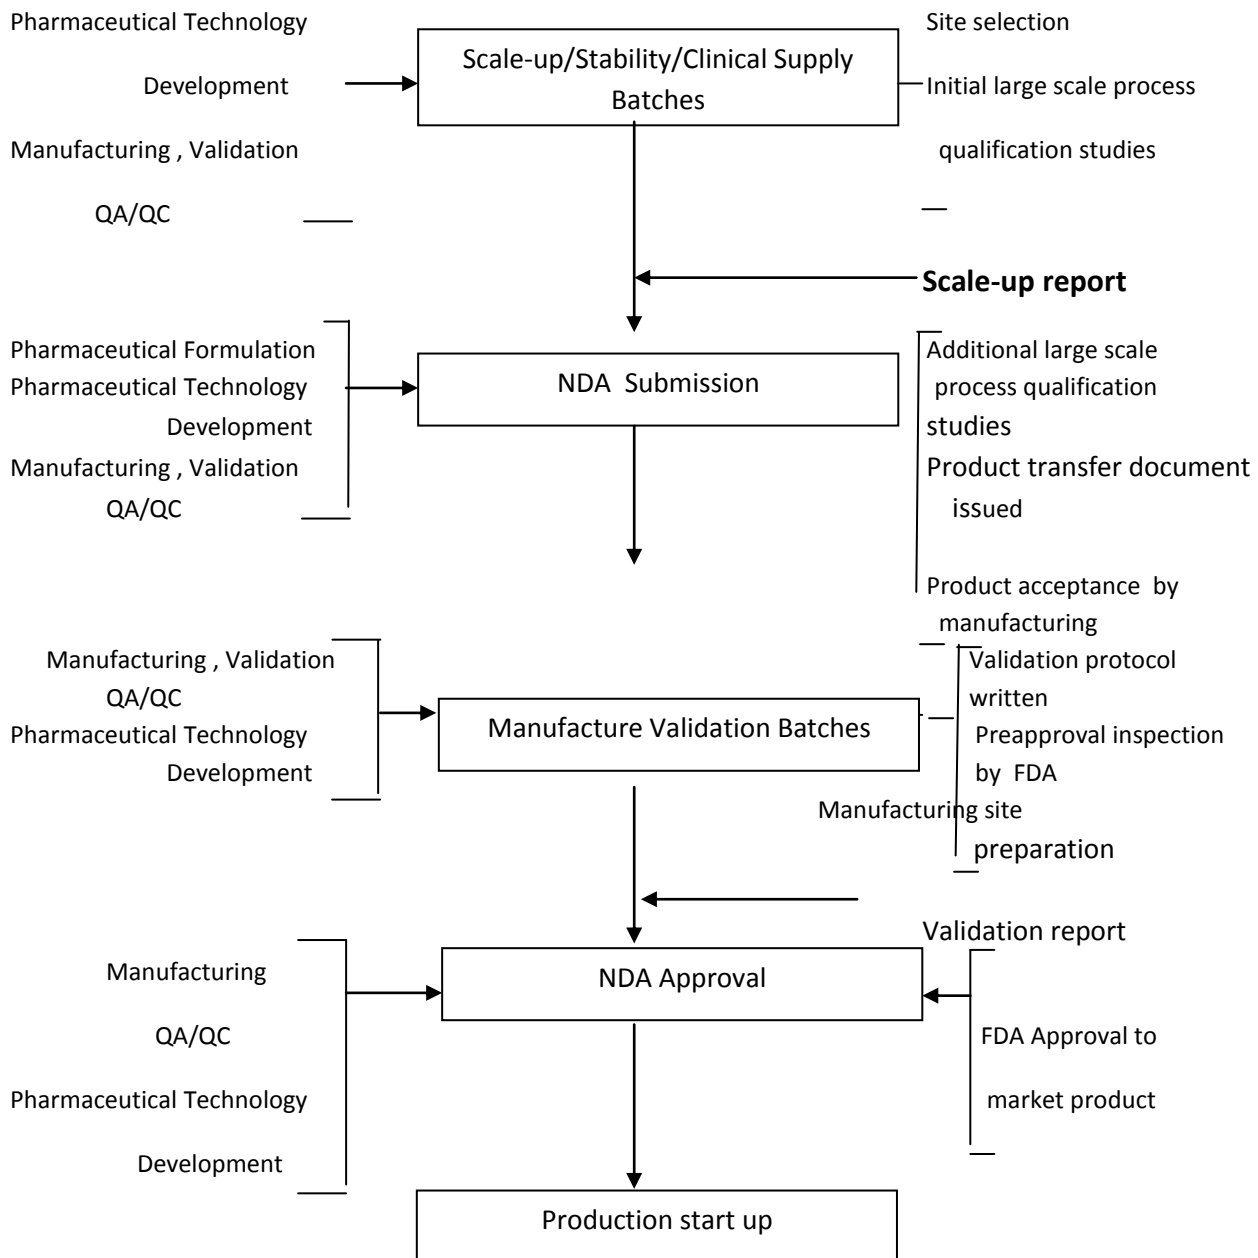 Pharmaceutical Technology
Development
Manufacturing , Validation
QA/QC
Scale-up/Stability/Clinical Supply
Batches
Site selection
Initial large scale process
qualification studies
Scale-up report
Pharmaceutical Formulation
Pharmaceutical Technology
Development
Manufacturing , Validation
QA/QC
NDA Submission
Additional large scale
process qualification
studies
Product transfer document
issued
Product acceptance by
manufacturing
Manufacturing , Validation
QA/QC
Pharmaceutical Technology
Development
Manufacture Validation Batches
Validation protocol
written
Preapproval inspection
by FDA
Manufacturing site
preparation
Validation report
Manufacturing
QA/QC
Pharmaceutical Technology
Development
NDA Approval
FDA Approval to
market product
Production start up